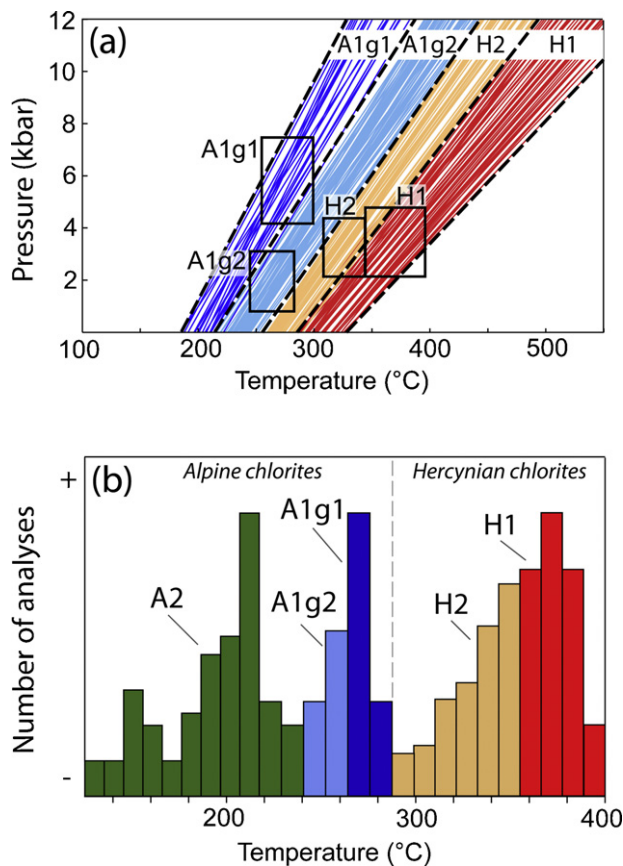 (a)
A1g1 A1g2 H2 H1
12
10
8
6
4
2
A1g1
H2 H1
A1g2
Pressure (kbar)
100 200 300 400 500
Temperature (°C)
(b)
Alpine chlorites Hercynian chlorites
+
-
A1g1
H1
A2
A1g2
H2
Number of analyses
200 300 400
Temperature (°C)